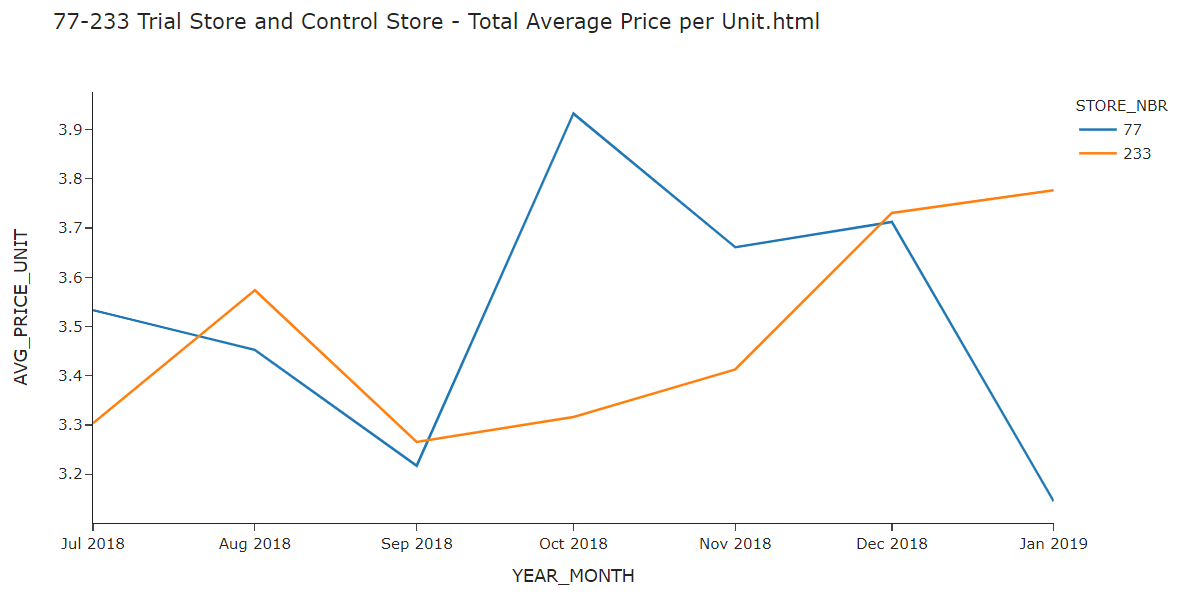 77-233 Trial Store and Control Store - Total Average Price per Unit.html
STORE_NBR
77
233
AVG_PRICE_UNIT
3.9
3.8
3.7
3.6
3.5
3.4
3.3
3.2
Jul 2018
Aug 2018
Sep 2018
Oct 2018
Nov 2018
Dec 2018
Jan 2019
YEAR_MONTH